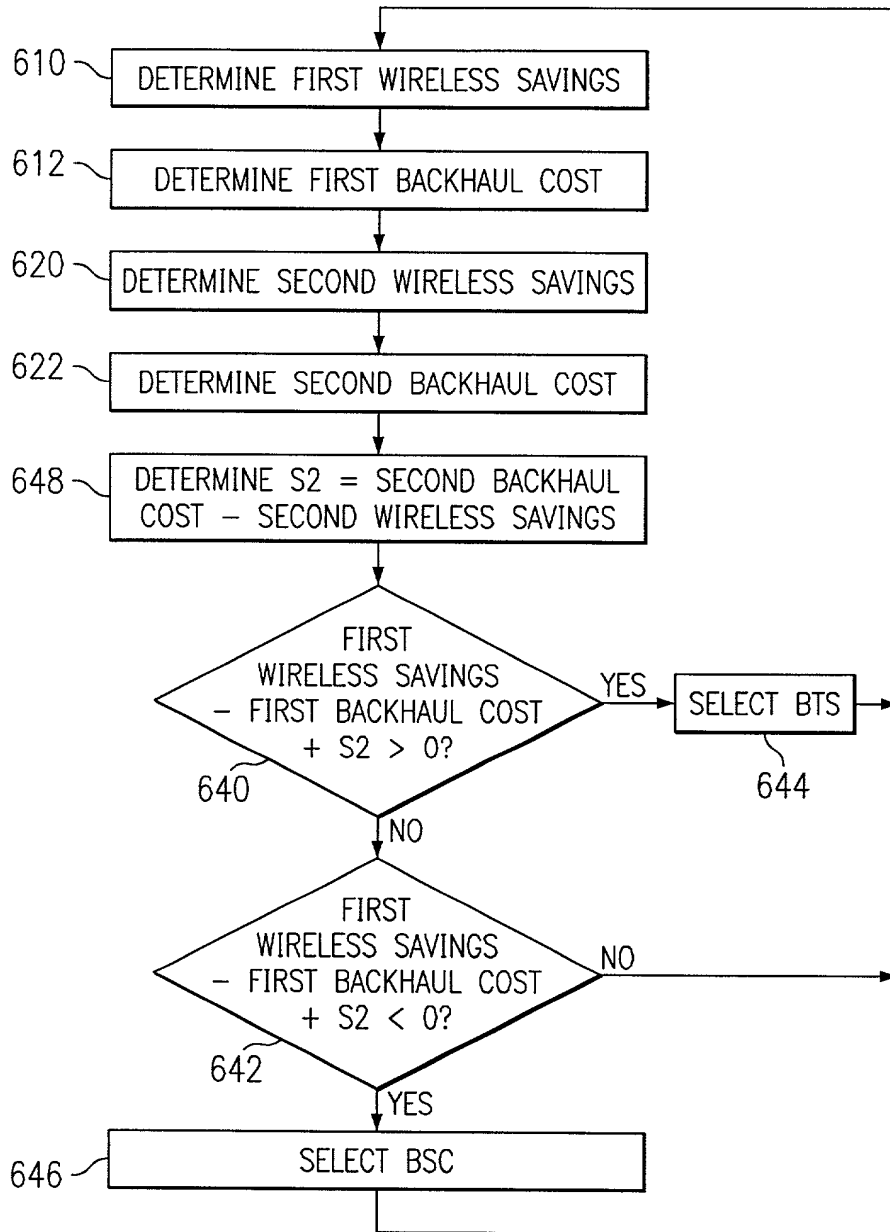 610
DETERMINE FIRST WIRELESS SAVINGS
612
DETERMINE FIRST BACKHAUL COST
620
DETERMINE SECOND WIRELESS SAVINGS
622
DETERMINE SECOND BACKHAUL COST
648
DETERMINE S2 = SECOND BACKHAUL
COST – SECOND WIRELESS SAVINGS
FIRST
WIRELESS SAVINGS
– FIRST BACKHAUL COST
+ S2 > 0?
640
YES
SELECT BTS
644
NO
FIRST
WIRELESS SAVINGS
– FIRST BACKHAUL COST
+ S2 < 0?
642
NO
YES
646
SELECT BSC